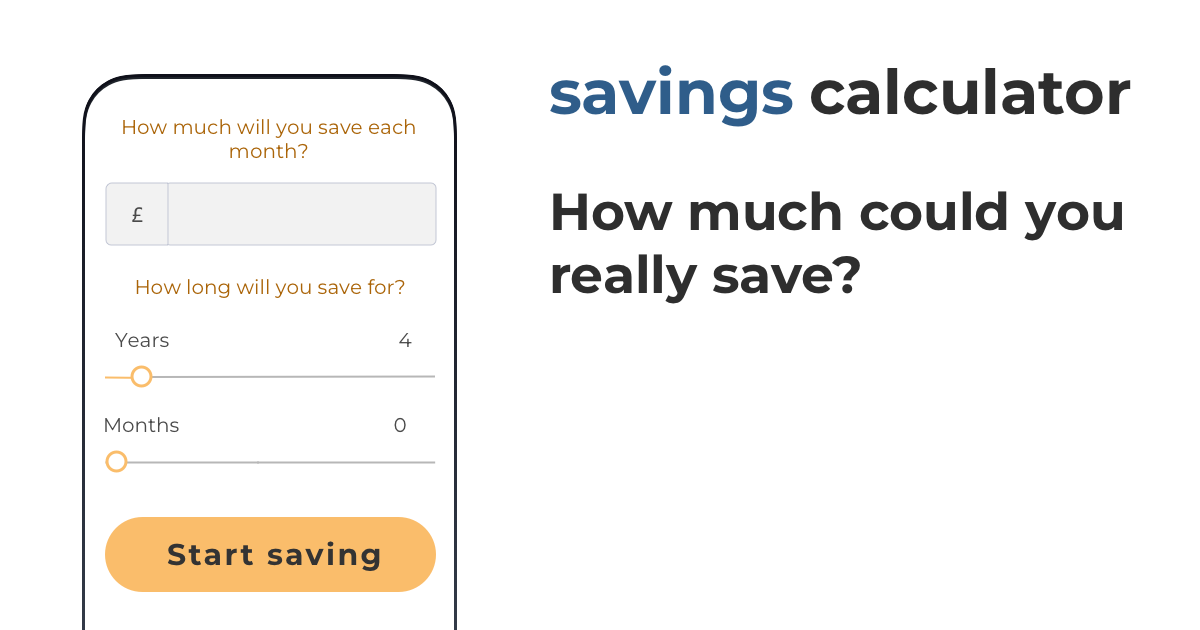 savings calculator
How much could you
really save?
How much will you save each
month?
£
How long will you save for?
Years 4
Months 0
Start saving